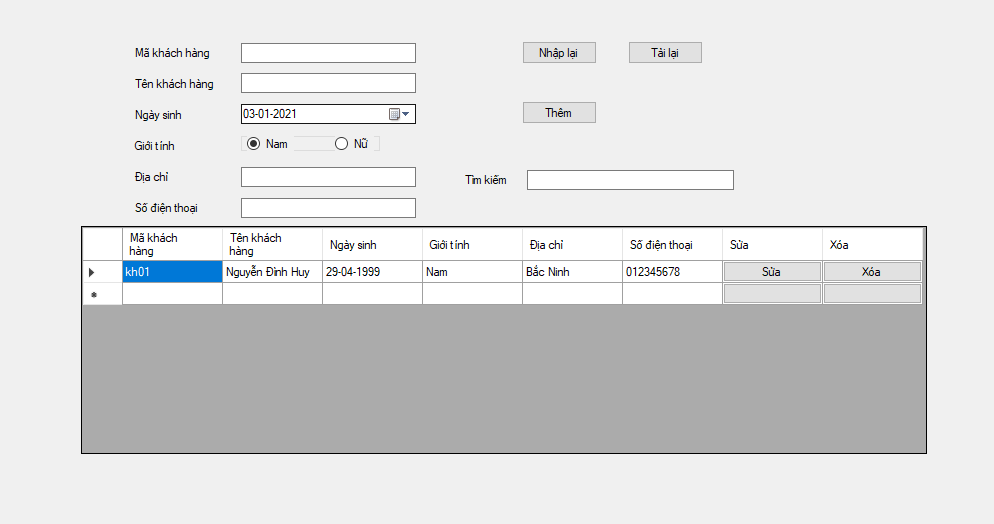 Mã khách hàng
Nhập lại
Tải lại
Tên khách hàng
Ngày sinh
03-01-2021
Thêm
Giới tính
Nam
Nữ
Địa chỉ
Tìm kiếm
Số điện thoại
Mã khách hàng
Tên khách hàng
Ngày sinh
Giới tính
Địa chỉ
Số điện thoại
Sửa
Xóa
kh01
Nguyễn Đình Huy
29-04-1999
Nam
Bắc Ninh
012345678
Sửa
Xóa